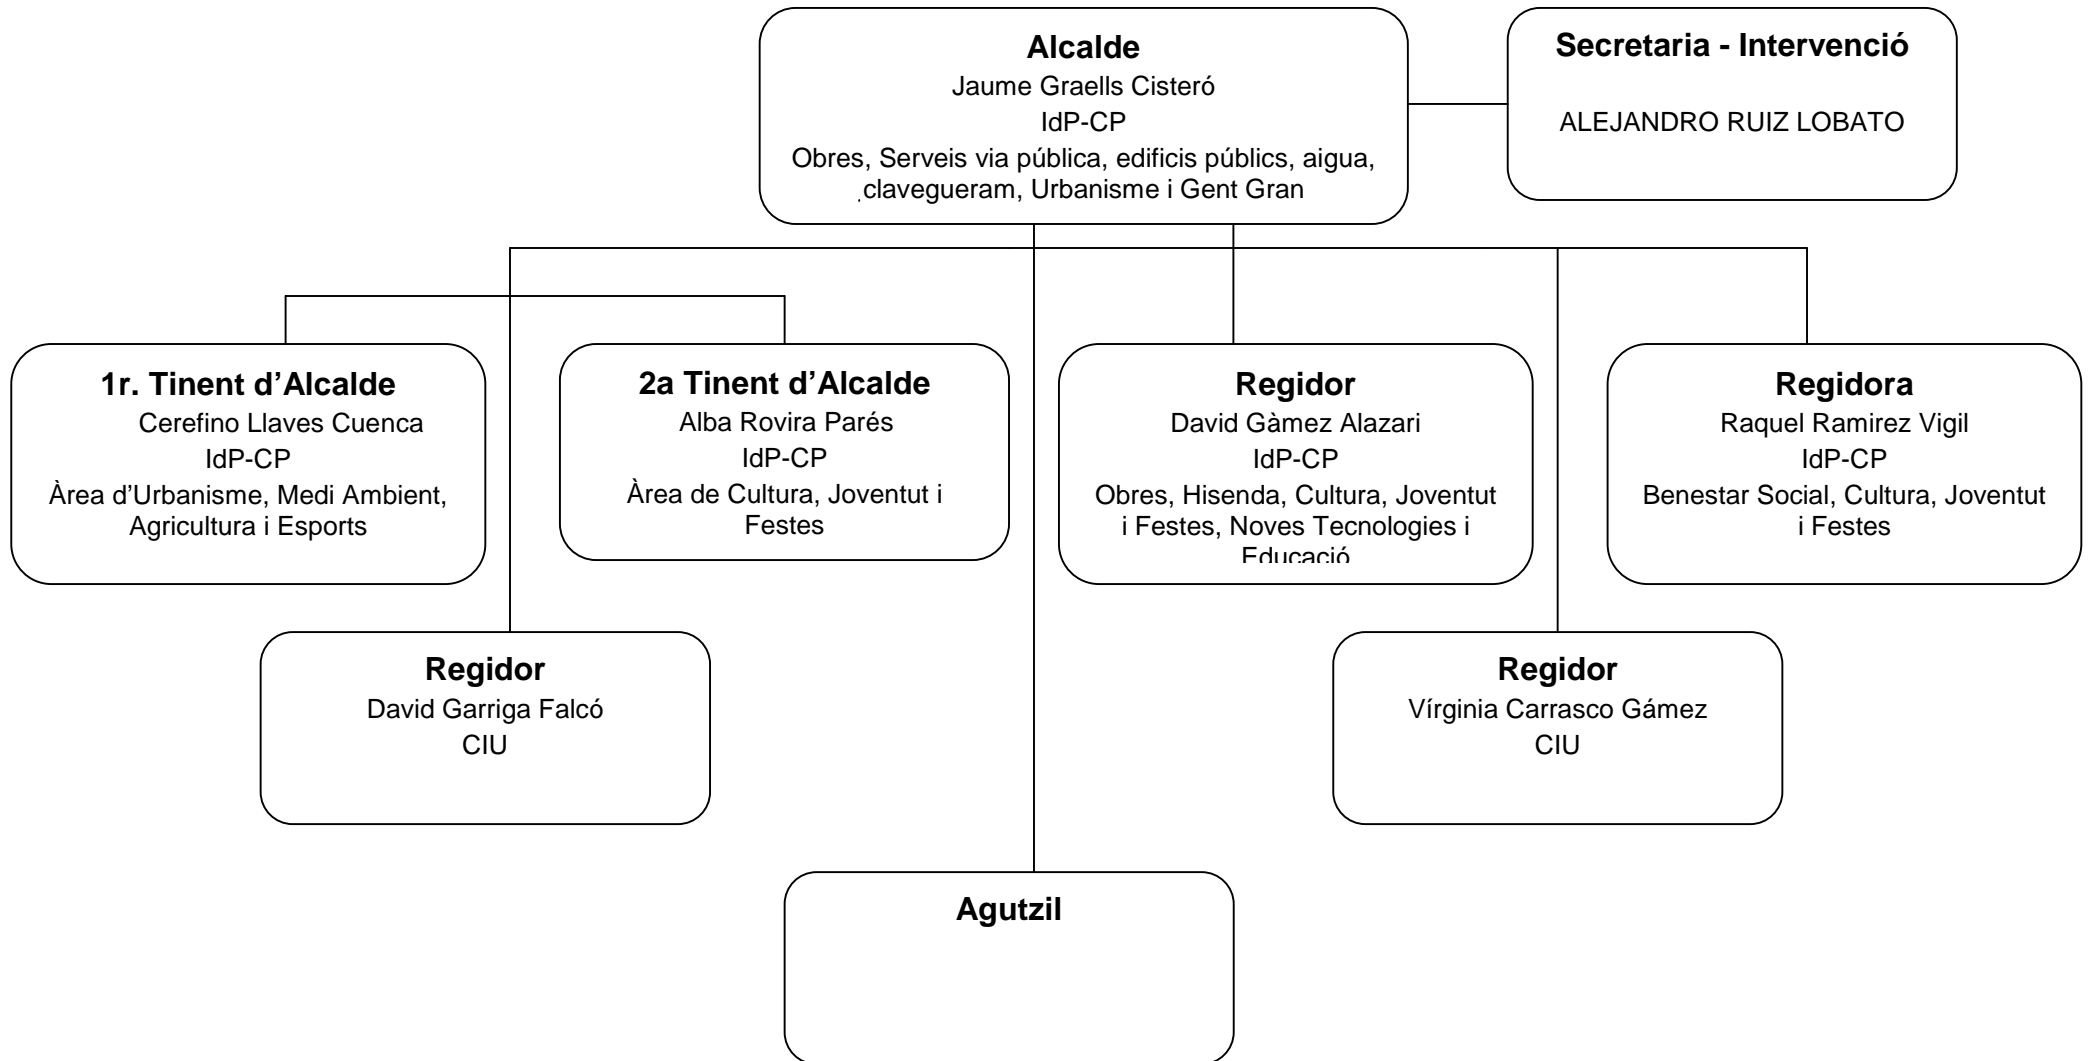 Alcalde
Jaume Graells Cisteró
IdP-CP
Obres, Serveis via pública, edificis públics, aigua,
clavegueram, Urbanisme i Gent Gran
Secretaria - Intervenció
ALEJANDRO RUIZ LOBATO
1r. Tinent d’Alcalde
Cerefino Llaves Cuenca
IdP-CP
Àrea d’Urbanisme, Medi Ambient,
Agricultura i Esports
2a Tinent d’Alcalde
Alba Rovira Parés
IdP-CP
Àrea de Cultura, Joventut i
Festes
Regidor
David Gàmez Alazari
IdP-CP
Obres, Hisenda, Cultura, Joventut
i Festes, Noves Tecnologies i
Educació
Regidora
Raquel Ramirez Vigil
IdP-CP
Benestar Social, Cultura, Joventut
i Festes
Regidor
David Garriga Falcó
CIU
Regidor
Vírginia Carrasco Gámez
CIU
Agutzil